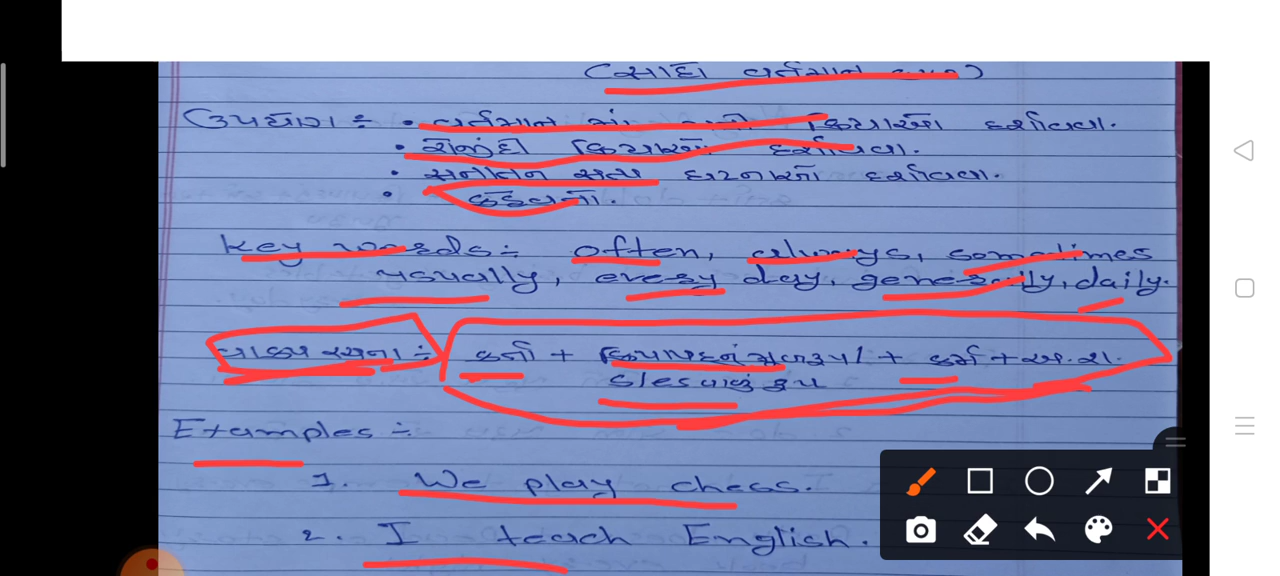 (સાદો વર્તમાન કાળ)
ઉપયોગ ÷ • વર્તમાન માં થતી ક્રિયાઓ દર્શાવવા.
• રોજીંદી ક્રિયાઓ દર્શાવવા.
• સનાતન સત્ય ઘટનાઓ દર્શાવવા.
• કહેવતો.
Key words ÷ often, always, sometimes
usually, every day, generally, daily.
વાક્ય રચના ÷ કર્તા + ક્રિયાપદનું મૂળરૂપ / + કર્મ + અ.શ.
s/es વાળું રૂપ
Examples ÷
1. We play chess.
2. I teach English.